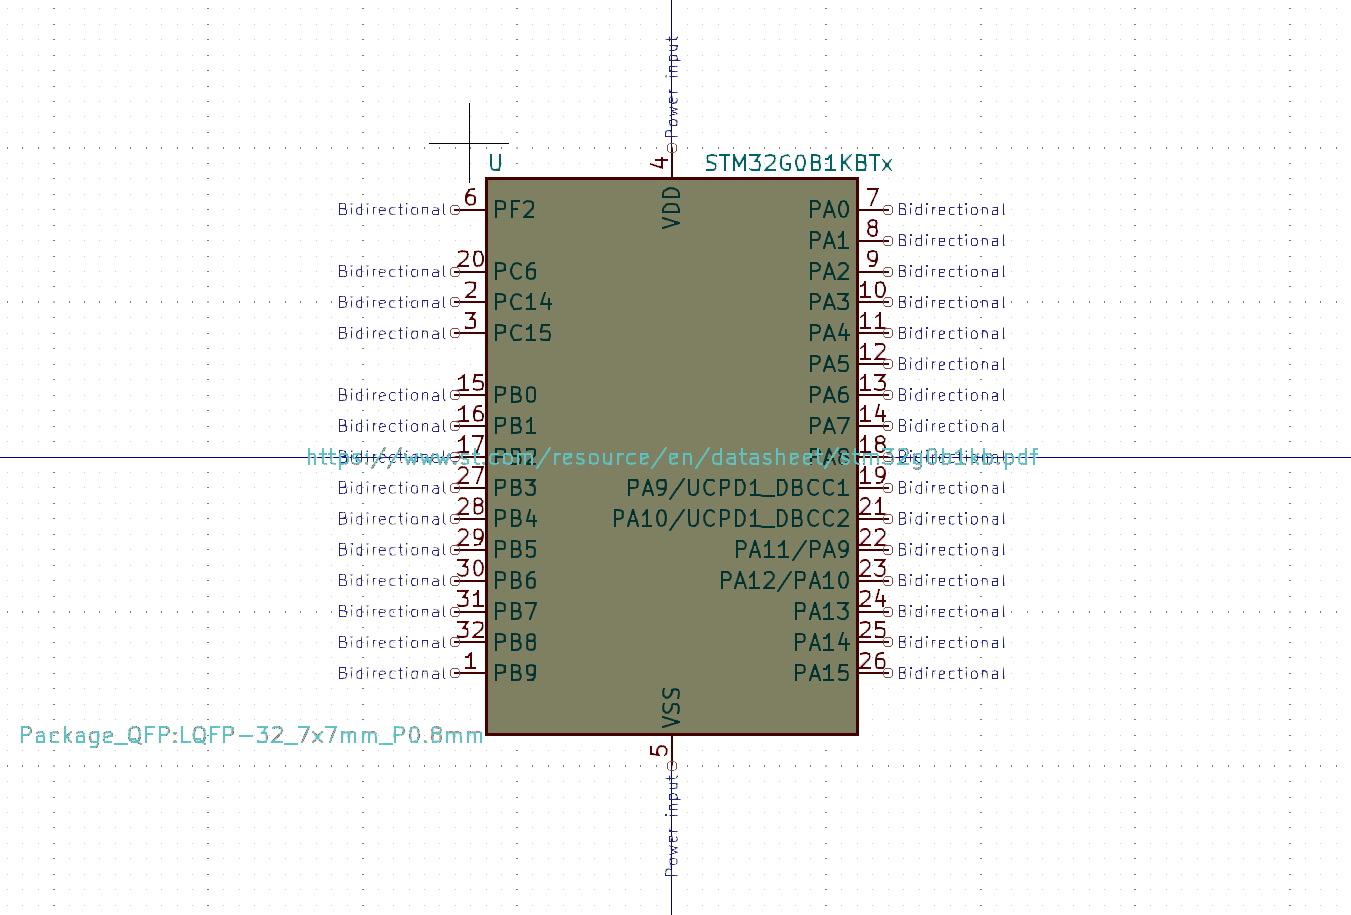 Power input
4
U STM32G0B1KBTx
VDD
Bidirectional 6 PF2 PA0 7 Bidirectional
PA1 8 Bidirectional
Bidirectional 20 PC6 PA2 9 Bidirectional
Bidirectional 2 PC14 PA3 10 Bidirectional
Bidirectional 3 PC15 PA4 11 Bidirectional
PA5 12 Bidirectional
Bidirectional 15 PB0 PA6 13 Bidirectional
Bidirectional 16 PB1 PA7 14 Bidirectional
Bidirectional 17 PB2 PA8 18 Bidirectional
https://www.st.com/resource/en/datasheet/stm32g0b1kb.pdf
Bidirectional 27 PB3 PA9/UCPD1_DBCC1 19 Bidirectional
Bidirectional 28 PB4 PA10/UCPD1_DBCC2 21 Bidirectional
Bidirectional 29 PB5 PA11/PA9 22 Bidirectional
Bidirectional 30 PB6 PA12/PA10 23 Bidirectional
Bidirectional 31 PB7 PA13 24 Bidirectional
Bidirectional 32 PB8 PA14 25 Bidirectional
Bidirectional 1 PB9 PA15 26 Bidirectional
VSS
Package_QFP:LQFP-32_7x7mm_P0.8mm
5
Power input